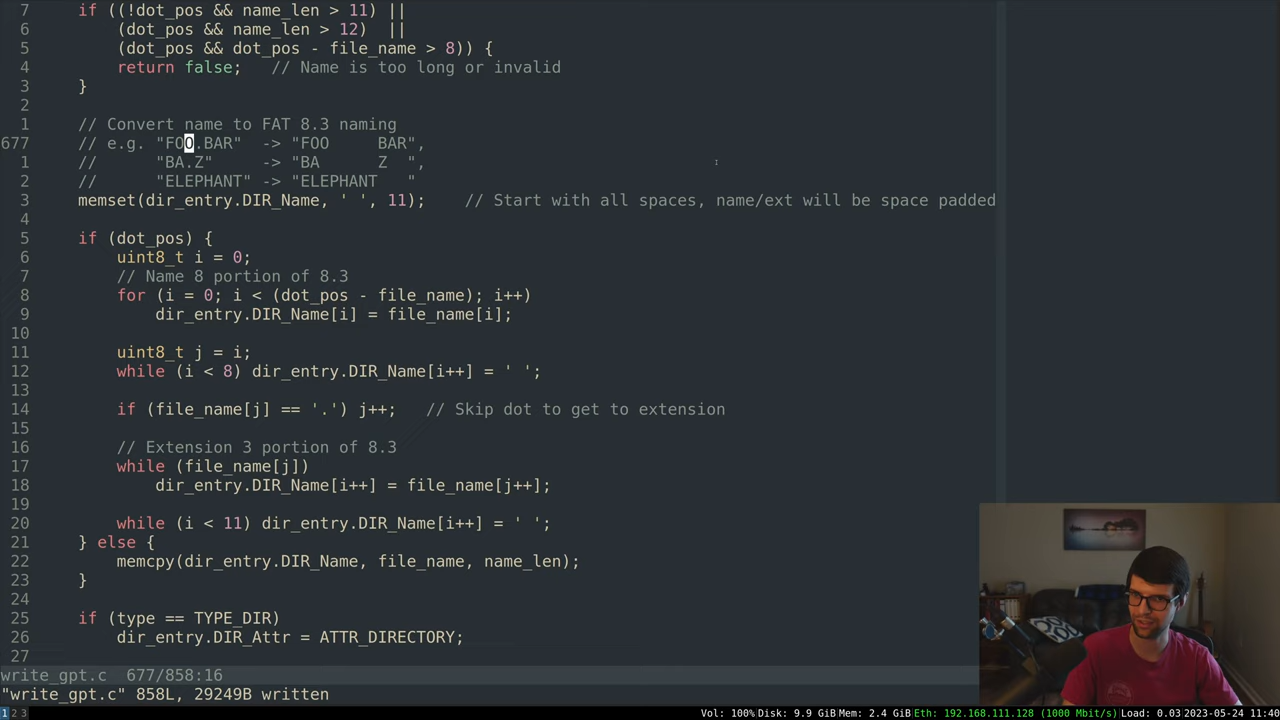 7     if ((!dot_pos && name_len > 11) ||
6         (dot_pos && name_len > 12)  ||
5         (dot_pos && dot_pos - file_name > 8)) {
4         return false;   // Name is too long or invalid
3     }
2
1     // Convert name to FAT 8.3 naming
677     // e.g. "FOO.BAR"  -> "FOO     BAR",
1     //      "BA.Z"     -> "BA      Z  ",
2     //      "ELEPHANT" -> "ELEPHANT   "
3     memset(dir_entry.DIR_Name, ' ', 11);    // Start with all spaces, name/ext will be space padded
4
5     if (dot_pos) {
6         uint8_t i = 0;
7         // Name 8 portion of 8.3
8         for (i = 0; i < (dot_pos - file_name); i++)
9             dir_entry.DIR_Name[i] = file_name[i];
10
11         uint8_t j = i;
12         while (i < 8) dir_entry.DIR_Name[i++] = ' ';
13
14         if (file_name[j] == '.') j++;   // Skip dot to get to extension
15
16         // Extension 3 portion of 8.3
17         while (file_name[j])
18             dir_entry.DIR_Name[i++] = file_name[j++];
19
20         while (i < 11) dir_entry.DIR_Name[i++] = ' ';
21     } else {
22         memcpy(dir_entry.DIR_Name, file_name, name_len);
23     }
24
25     if (type == TYPE_DIR)
26         dir_entry.DIR_Attr = ATTR_DIRECTORY;
27
write_gpt.c  677/858:16
"write_gpt.c" 858L, 29249B written
1 2 3 Vol: 100% Disk: 9.9 GiB Mem: 2.4 GiB Eth: 192.168.111.128 (1000 Mbit/s) Load: 0.03 2023-05-24 11:40